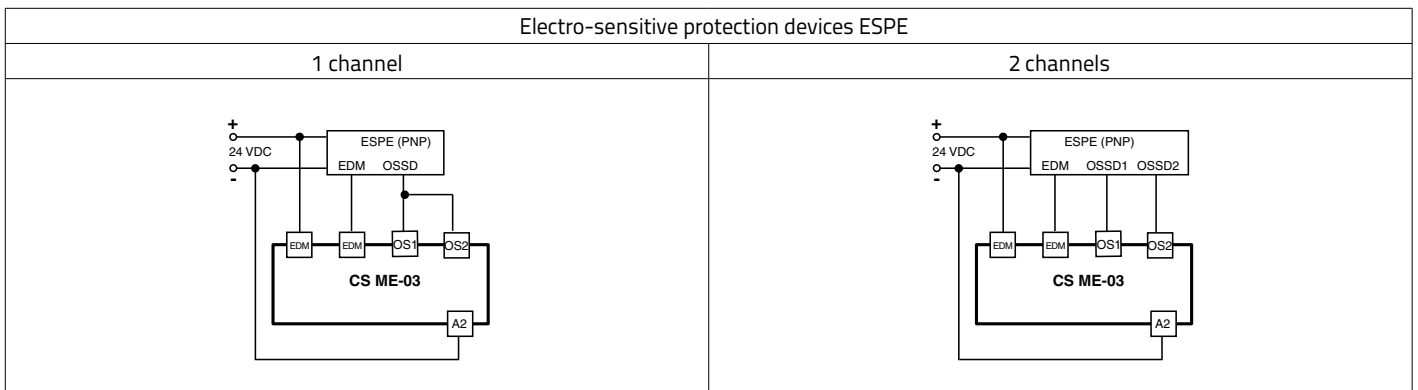 Electro-sensitive protection devices ESPE
1 channel
2 channels
+
24 VDC
-
ESPE (PNP)
EDM OSSD
EDM EDM OS1 OS2
CS ME-03
A2
+
24 VDC
-
ESPE (PNP)
EDM OSSD1 OSSD2
EDM EDM OS1 OS2
CS ME-03
A2